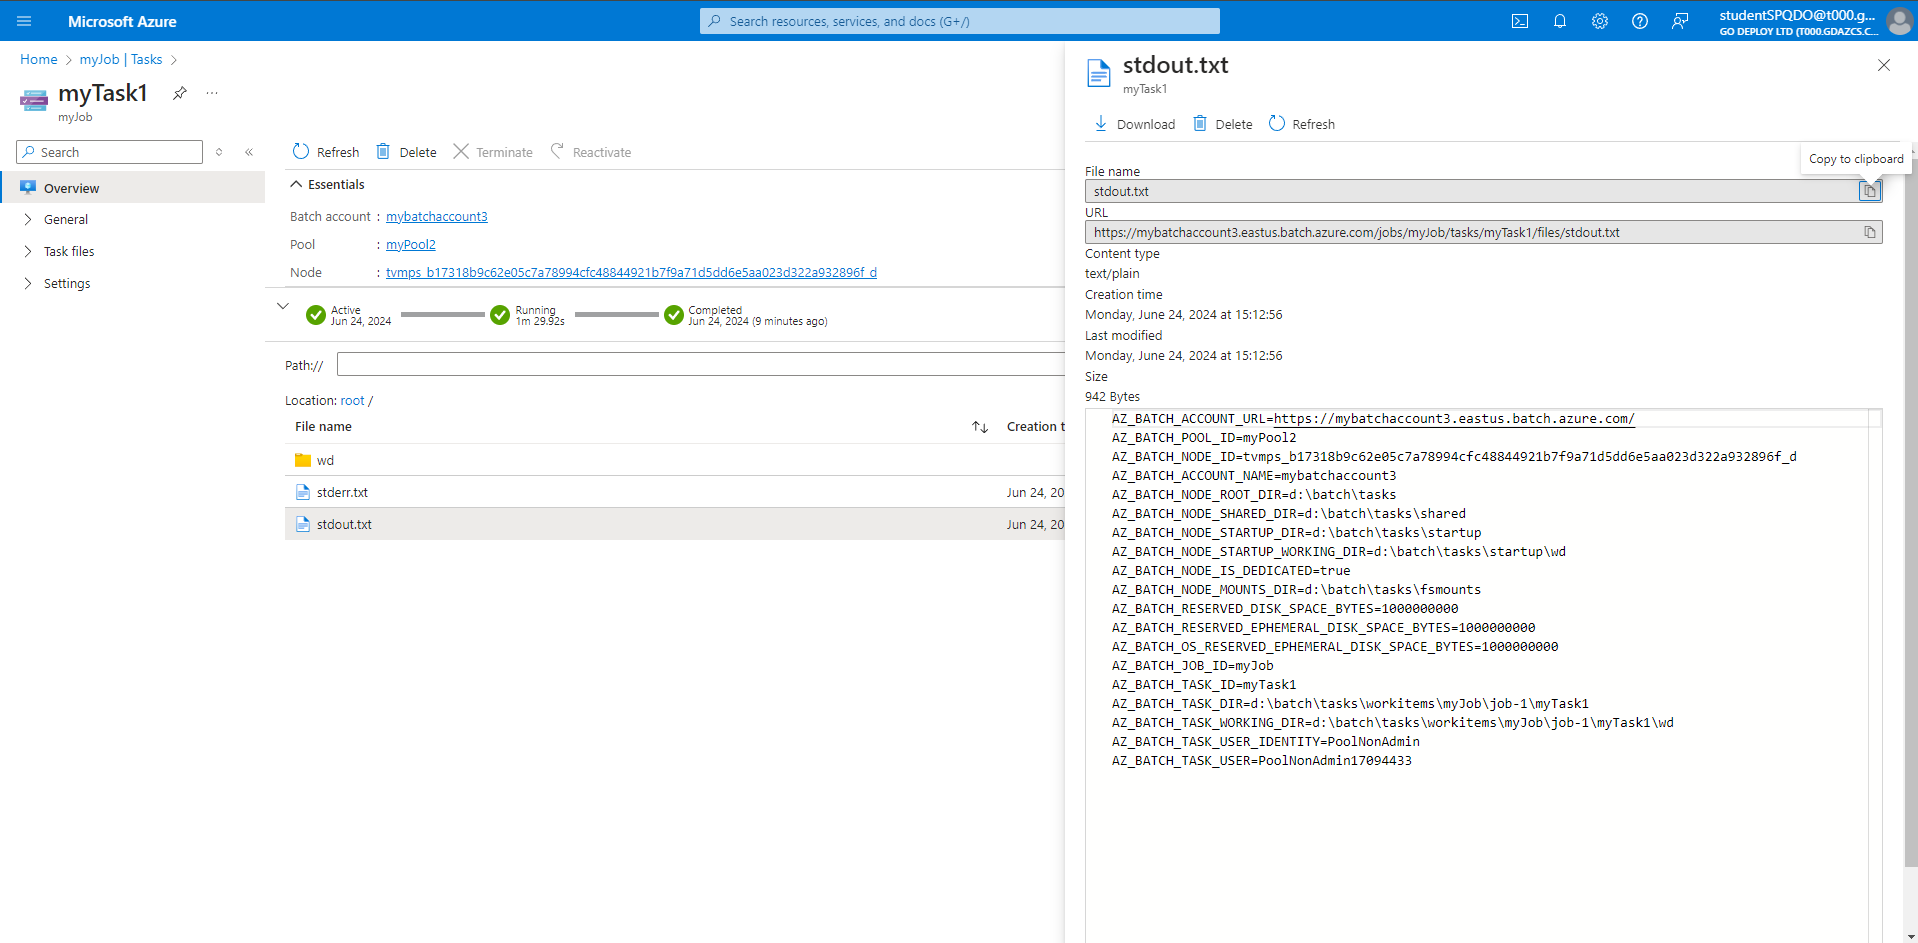 Microsoft Azure
Search resources, services, and docs (G+/)
studentSPQDO@t000.g...
GO DEPLOY LTD (T000.GDAZCS.C...
Home > myJob | Tasks >
myTask1
...
myJob
Search
Overview
General
Task files
Settings
Refresh
Delete
Terminate
Reactivate
Essentials
Batch account : mybatchaccount3
Pool : myPool2
Node : tvmps_b17318b9c62e05c7a78994cfc48844921b7f9a71d5dd6e5aa023d322a932896f_d
Active
Jun 24, 2024
Running
1m 29.92s
Completed
Jun 24, 2024 (9 minutes ago)
Path://
Location: root /
File name
Creation t
wd
stderr.txt
Jun 24, 20
stdout.txt
Jun 24, 20
stdout.txt
myTask1
Download
Delete
Refresh
Copy to clipboard
File name
stdout.txt
URL
https://mybatchaccount3.eastus.batch.azure.com/jobs/myJob/tasks/myTask1/files/stdout.txt
Content type
text/plain
Creation time
Monday, June 24, 2024 at 15:12:56
Last modified
Monday, June 24, 2024 at 15:12:56
Size
942 Bytes
AZ_BATCH_ACCOUNT_URL=https://mybatchaccount3.eastus.batch.azure.com/
AZ_BATCH_POOL_ID=myPool2
AZ_BATCH_NODE_ID=tvmps_b17318b9c62e05c7a78994cfc48844921b7f9a71d5dd6e5aa023d322a932896f_d
AZ_BATCH_ACCOUNT_NAME=mybatchaccount3
AZ_BATCH_NODE_ROOT_DIR=d:\batch\tasks
AZ_BATCH_NODE_SHARED_DIR=d:\batch\tasks\shared
AZ_BATCH_NODE_STARTUP_DIR=d:\batch\tasks\startup
AZ_BATCH_NODE_STARTUP_WORKING_DIR=d:\batch\tasks\startup\wd
AZ_BATCH_NODE_IS_DEDICATED=true
AZ_BATCH_NODE_MOUNTS_DIR=d:\batch\tasks\fsmounts
AZ_BATCH_RESERVED_DISK_SPACE_BYTES=1000000000
AZ_BATCH_RESERVED_EPHEMERAL_DISK_SPACE_BYTES=1000000000
AZ_BATCH_OS_RESERVED_EPHEMERAL_DISK_SPACE_BYTES=1000000000
AZ_BATCH_JOB_ID=myJob
AZ_BATCH_TASK_ID=myTask1
AZ_BATCH_TASK_DIR=d:\batch\tasks\workitems\myJob\job-1\myTask1
AZ_BATCH_TASK_WORKING_DIR=d:\batch\tasks\workitems\myJob\job-1\myTask1\wd
AZ_BATCH_TASK_USER_IDENTITY=PoolNonAdmin
AZ_BATCH_TASK_USER=PoolNonAdmin17094433